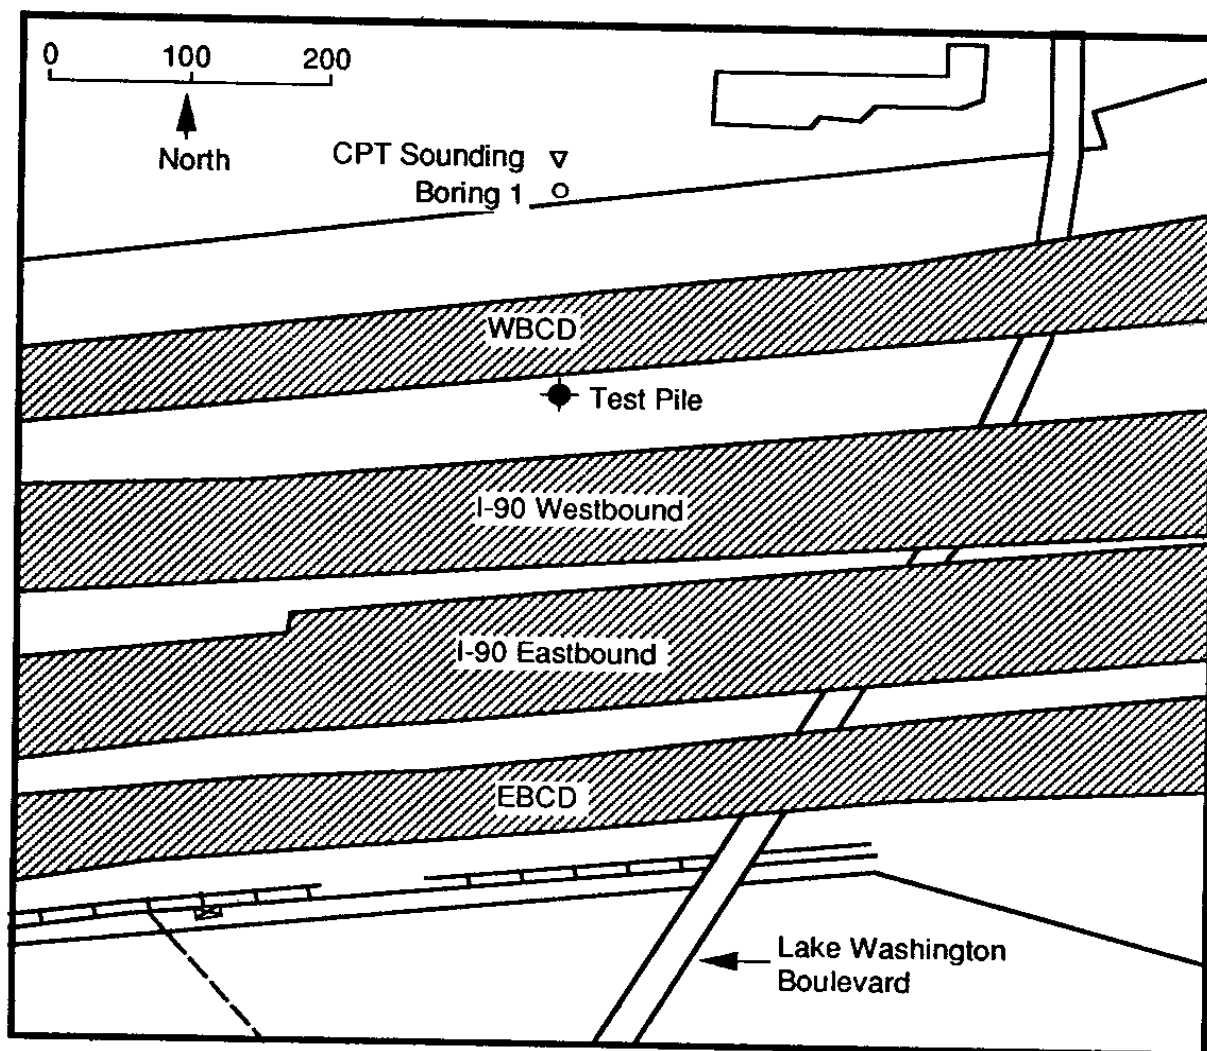 0 100 200
North
CPT Sounding
Boring 1
WBCD
Test Pile
I-90 Westbound
I-90 Eastbound
EBCD
Lake Washington
Boulevard